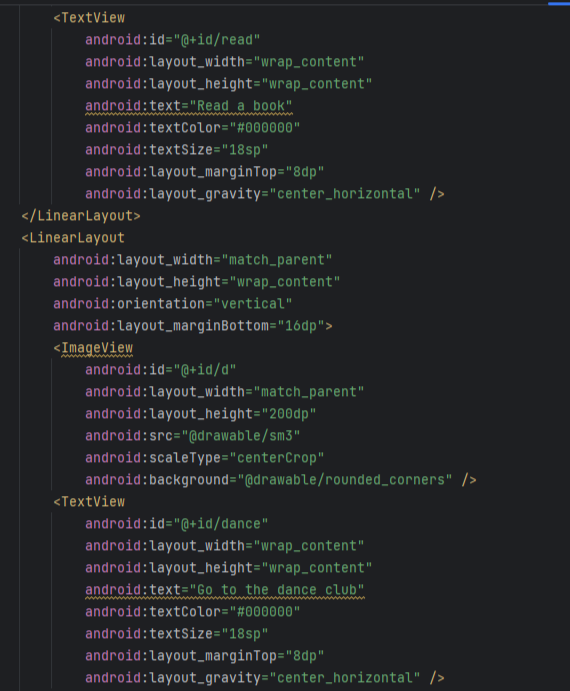 <TextView
android:id="@+id/read"
android:layout_width="wrap_content"
android:layout_height="wrap_content"
android:text="Read a book"
android:textColor="#000000"
android:textSize="18sp"
android:layout_marginTop="8dp"
android:layout_gravity="center_horizontal" />
</LinearLayout>
<LinearLayout
android:layout_width="match_parent"
android:layout_height="wrap_content"
android:orientation="vertical"
android:layout_marginBottom="16dp">
<ImageView
android:id="@+id/d"
android:layout_width="match_parent"
android:layout_height="200dp"
android:src="@drawable/sm3"
android:scaleType="centerCrop"
android:background="@drawable/rounded_corners" />
<TextView
android:id="@+id/dance"
android:layout_width="wrap_content"
android:layout_height="wrap_content"
android:text="Go to the dance club"
android:textColor="#000000"
android:textSize="18sp"
android:layout_marginTop="8dp"
android:layout_gravity="center_horizontal" />